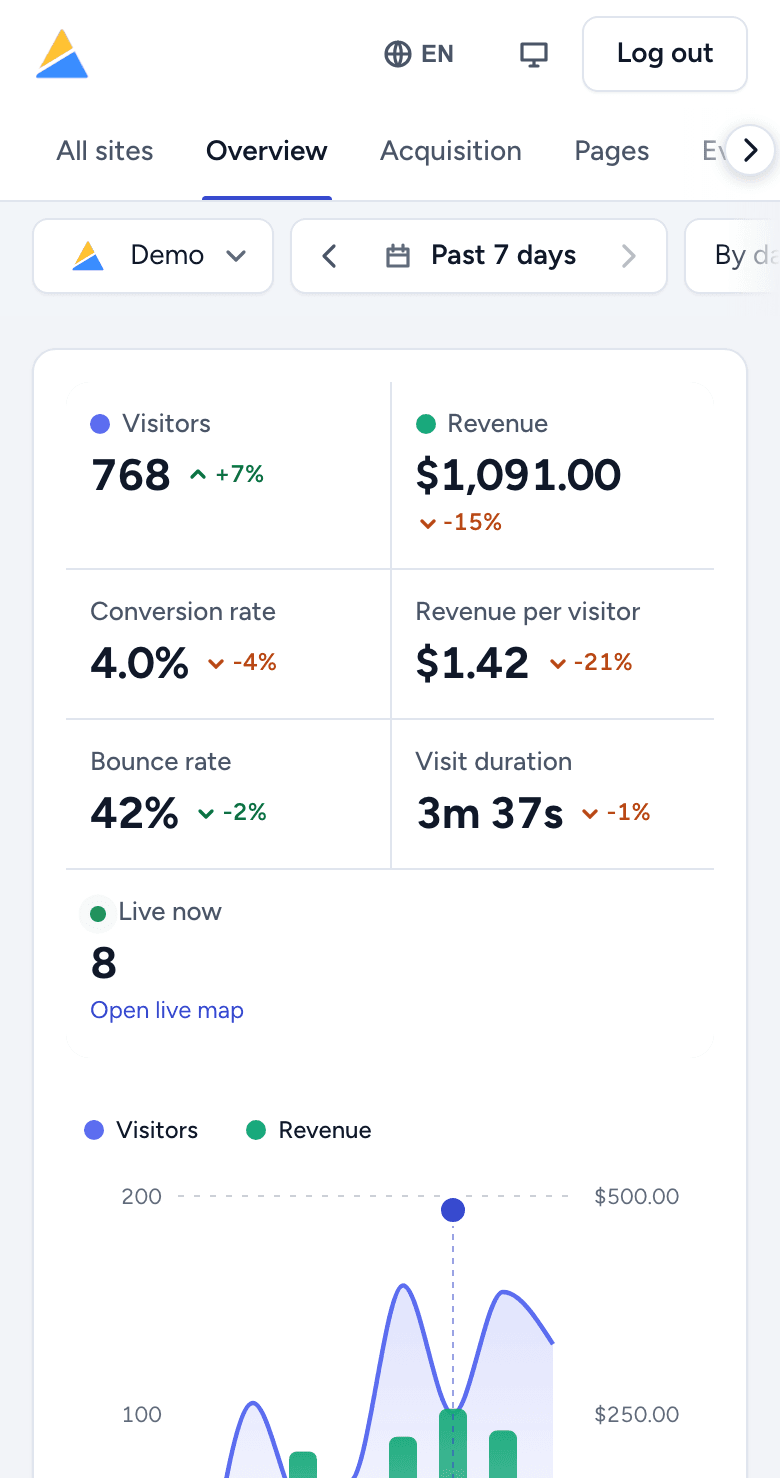 EN
Log out
All sites Overview Acquisition Pages
Demo Past 7 days By
Visitors Revenue
768 +7% $1,091.00
-15%
Conversion rate Revenue per visitor
4.0% -4% $1.42 -21%
Bounce rate Visit duration
42% -2% 3m 37s -1%
Live now
8
Open live map
Visitors Revenue
200 $500.00
100 $250.00